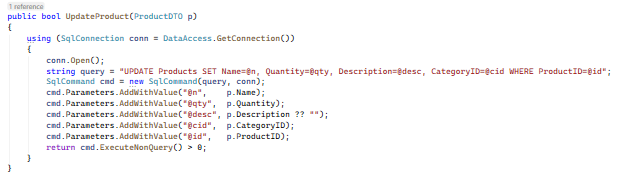 1 reference
public bool UpdateProduct(ProductDTO p)
{
    using (SqlConnection conn = DataAccess.GetConnection())
    {
        conn.Open();
        string query = "UPDATE Products SET Name=@n, Quantity=@qty, Description=@desc, CategoryID=@cid WHERE ProductID=@id";
        SqlCommand cmd = new SqlCommand(query, conn);
        cmd.Parameters.AddWithValue("@n",    p.Name);
        cmd.Parameters.AddWithValue("@qty",  p.Quantity);
        cmd.Parameters.AddWithValue("@desc", p.Description ?? "");
        cmd.Parameters.AddWithValue("@cid",  p.CategoryID);
        cmd.Parameters.AddWithValue("@id",   p.ProductID);
        return cmd.ExecuteNonQuery() > 0;
    }
}